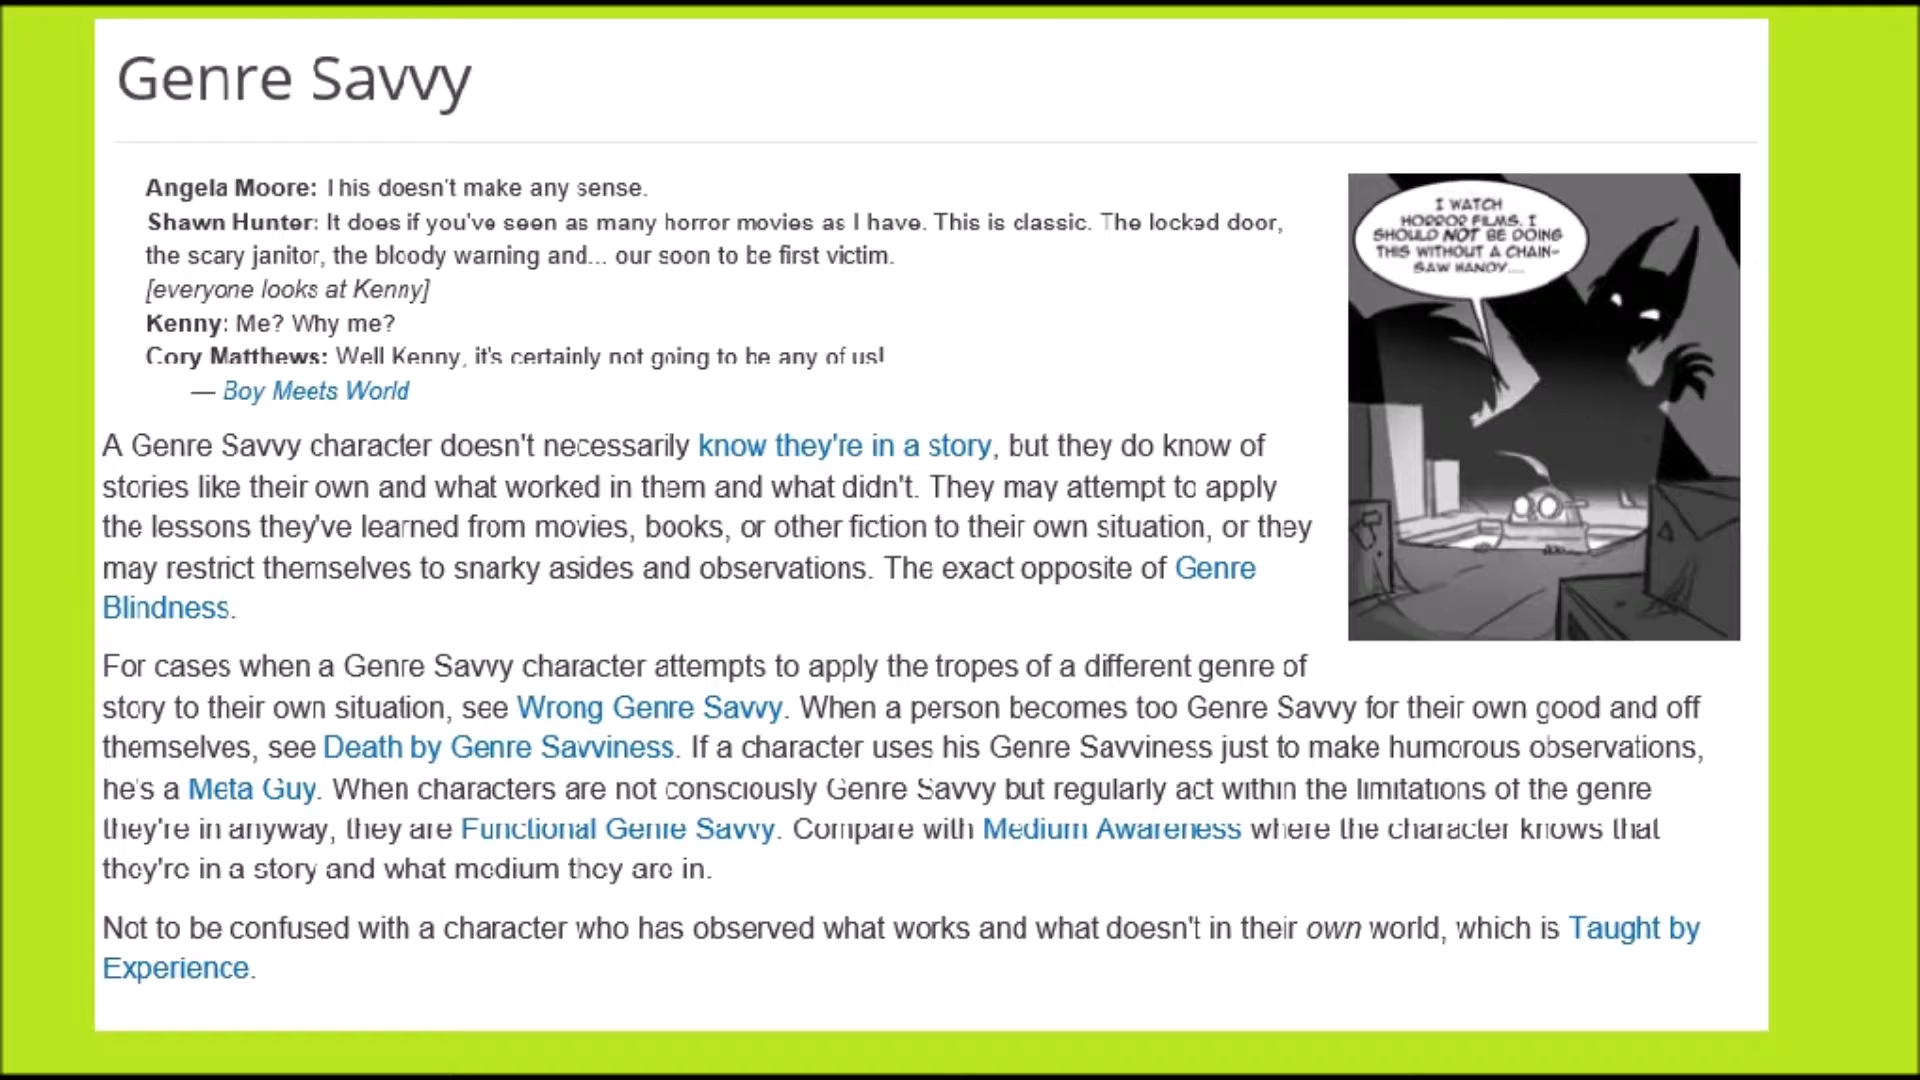 Genre Savvy
Angela Moore: This doesn't make any sense.
Shawn Hunter: It does if you've seen as many horror movies as I have. This is classic. The locked door,
the scary janitor, the bloody warning and... our soon to be first victim.
[everyone looks at Kenny]
Kenny: Me? Why me?
Cory Matthews: Well Kenny, it's certainly not going to be any of us!
— Boy Meets World
I WATCH
HORROR FILMS. I
SHOULD NOT BE DOING
THIS WITHOUT A CHAIN-
SAW HANDY....
A Genre Savvy character doesn't necessarily know they're in a story, but they do know of
stories like their own and what worked in them and what didn't. They may attempt to apply
the lessons they've learned from movies, books, or other fiction to their own situation, or they
may restrict themselves to snarky asides and observations. The exact opposite of Genre
Blindness.
For cases when a Genre Savvy character attempts to apply the tropes of a different genre of
story to their own situation, see Wrong Genre Savvy. When a person becomes too Genre Savvy for their own good and off
themselves, see Death by Genre Savviness. If a character uses his Genre Savviness just to make humorous observations,
he's a Meta Guy. When characters are not consciously Genre Savvy but regularly act within the limitations of the genre
they're in anyway, they are Functional Genre Savvy. Compare with Medium Awareness where the character knows that
they're in a story and what medium they are in.
Not to be confused with a character who has observed what works and what doesn't in their own world, which is Taught by
Experience.